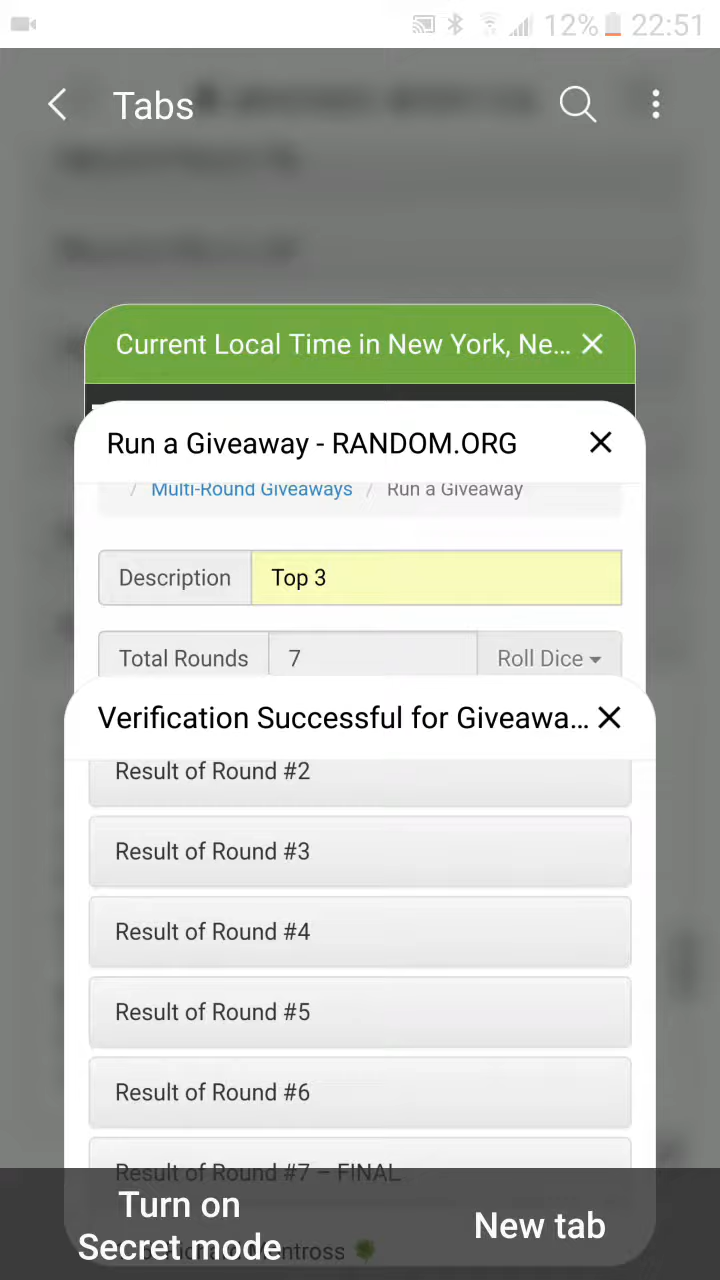 12% 22:51
Tabs
Current Local Time in New York, Ne...
Run a Giveaway - RANDOM.ORG
/ Multi-Round Giveaways / Run a Giveaway
Description Top 3
Total Rounds 7 Roll Dice
Verification Successful for Giveawa...
Result of Round #2
Result of Round #3
Result of Round #4
Result of Round #5
Result of Round #6
Result of Round #7 – FINAL
Turn on
Secret mode
New tab